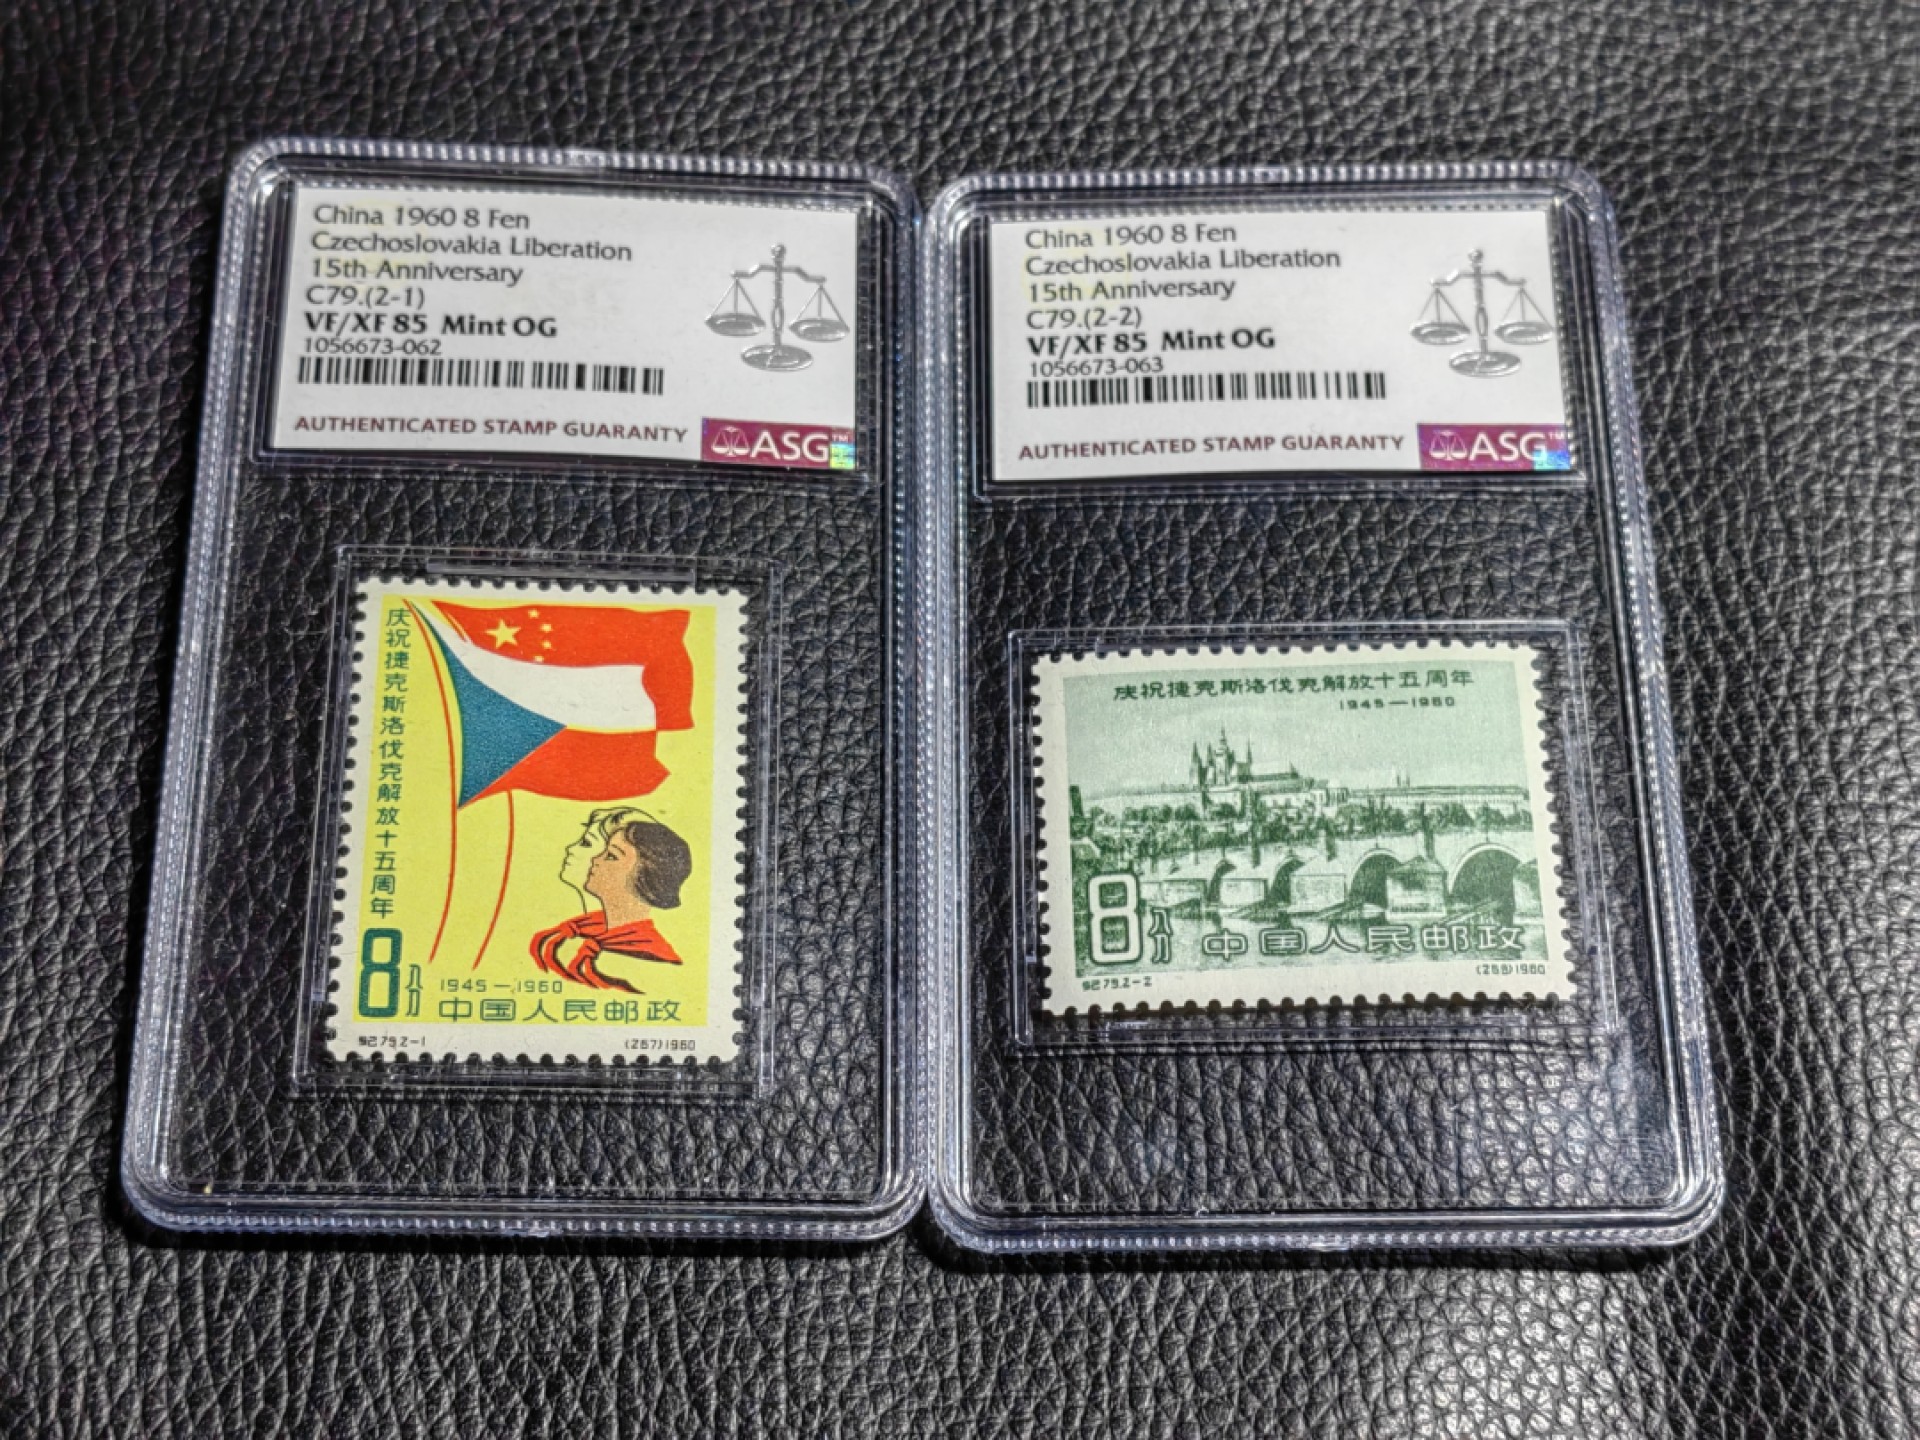 China 1960 8 Fen
Czechoslovakia Liberation
15th Anniversary
C79.(2-1)
VF/XF 85 Mint OG
1056673-062
AUTHENTICATED STAMP GUARANTY
ASG™
庆祝捷克斯洛伐克解放十五周年
8分
1945—1960
中国人民邮政
纪79.2-1
(267)1960
China 1960 8 Fen
Czechoslovakia Liberation
15th Anniversary
C79.(2-2)
VF/XF 85 Mint OG
1056673-063
AUTHENTICATED STAMP GUARANTY
ASG™
庆祝捷克斯洛伐克解放十五周年
1945—1960
8分
中国人民邮政
纪79.2-2
(268)1960